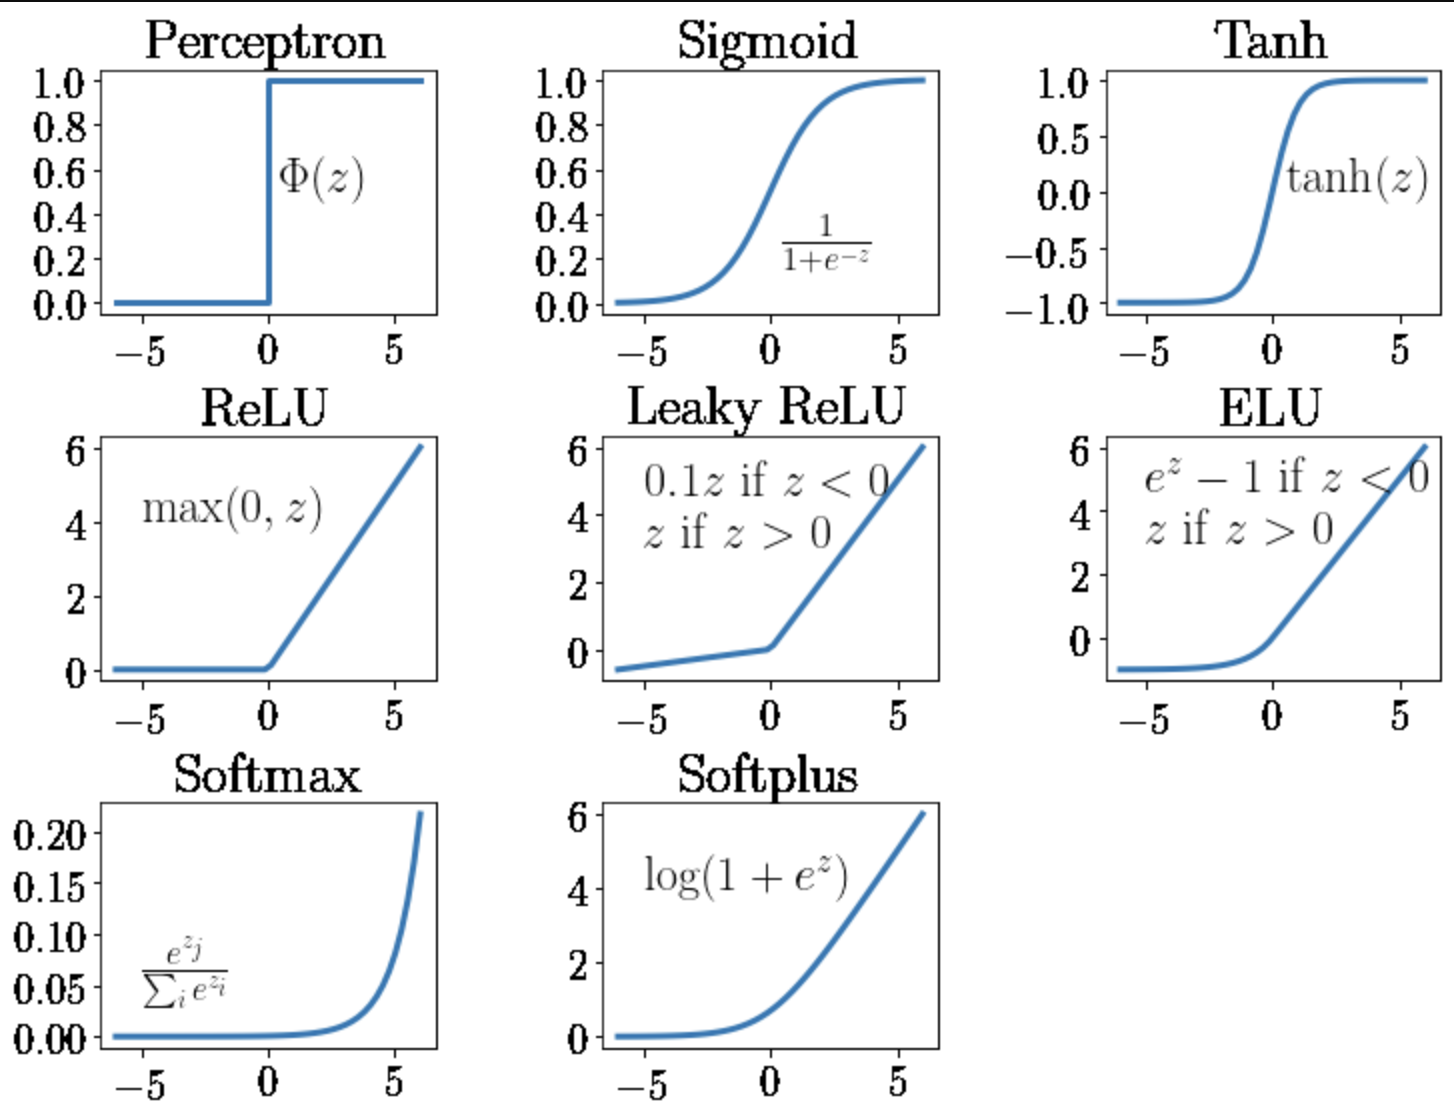 Perceptron
1.0
0.8
0.6
0.4
0.2
0.0
Φ(z)
−5 0 5
Sigmoid
1.0
0.8
0.6
0.4
0.2
0.0
1
1+e^{−z}
−5 0 5
Tanh
1.0
0.5
0.0
−0.5
−1.0
tanh(z)
−5 0 5
ReLU
6
4
2
0
max(0, z)
−5 0 5
Leaky ReLU
6
4
2
0
0.1z if z < 0
z if z > 0
−5 0 5
ELU
6
4
2
0
e^z − 1 if z < 0
z if z > 0
−5 0 5
Softmax
0.20
0.15
0.10
0.05
0.00
e^{z_j}
∑_i e^{z_i}
−5 0 5
Softplus
6
4
2
0
log(1 + e^z)
−5 0 5